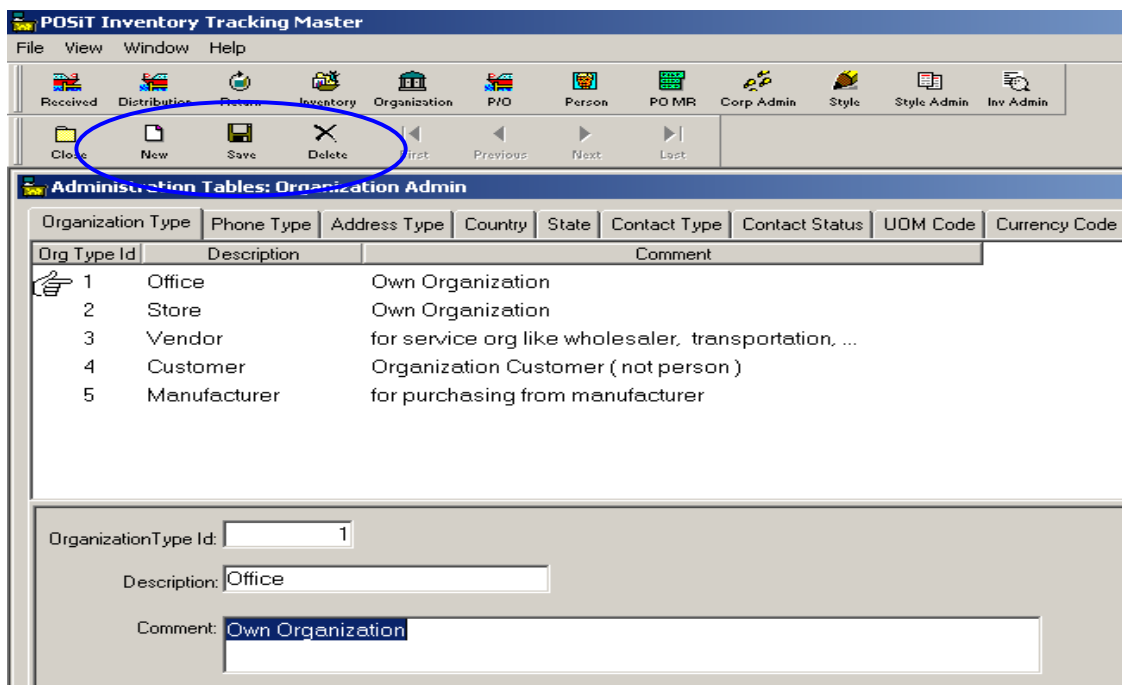 POSiT Inventory Tracking Master
File View Window Help
Received Distribution Return Inventory Organization P/O Person PO MR Corp Admin Style Style Admin Inv Admin
Close New Save Delete First Previous Next Last
Administration Tables: Organization Admin
Organization Type Phone Type Address Type Country State Contact Type Contact Status UOM Code Currency Code
Org Type Id Description Comment
1 Office Own Organization
2 Store Own Organization
3 Vendor for service org like wholesaler, transportation, ...
4 Customer Organization Customer ( not person )
5 Manufacturer for purchasing from manufacturer
OrganizationType Id: 1
Description: Office
Comment: Own Organization